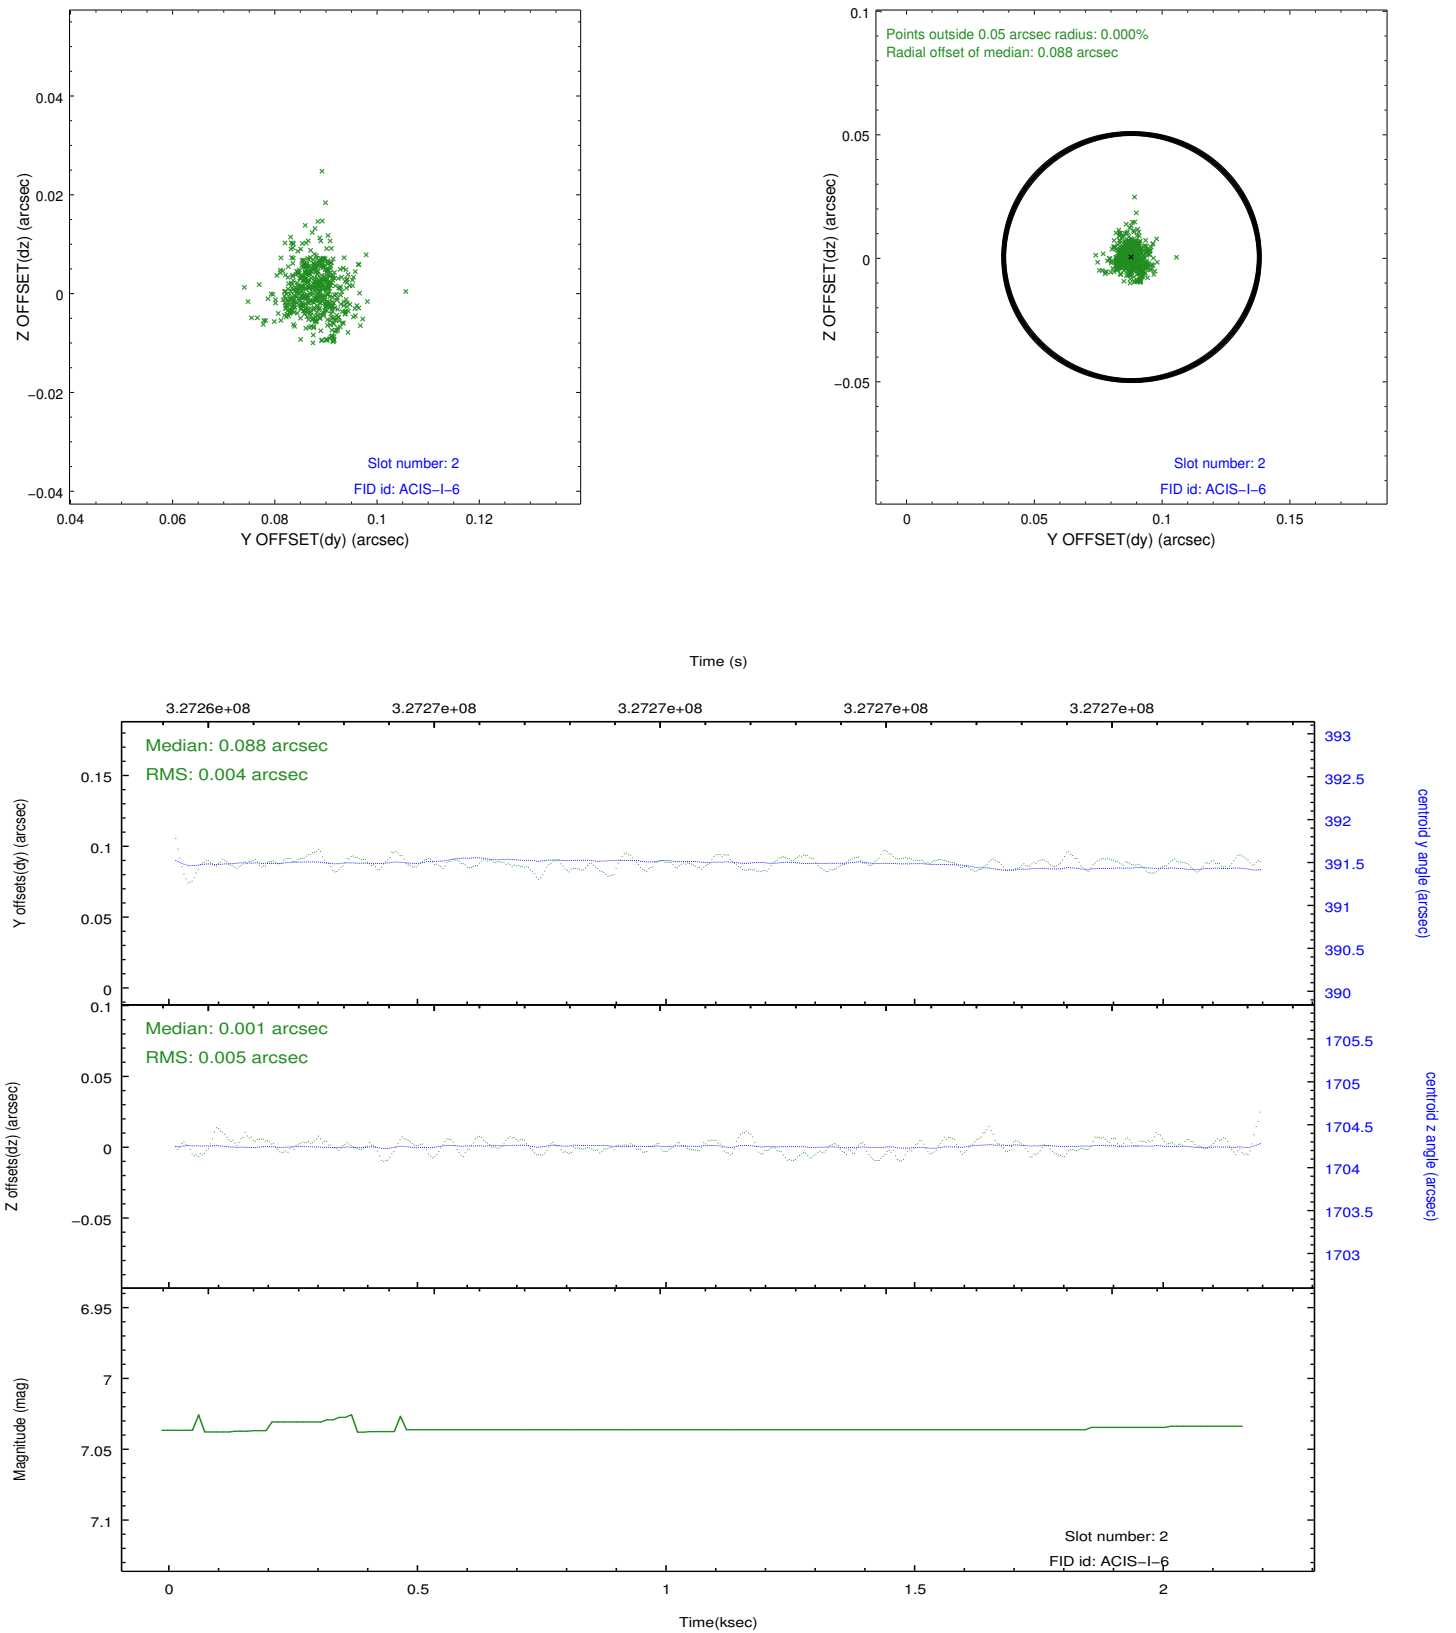 0.04
0.02
0
−0.02
−0.04
0.04
0.06
0.08
0.1
0.12
Z OFFSET(dz) (arcsec)
Y OFFSET(dy) (arcsec)
Slot number: 2
FID id: ACIS−I−6
Points outside 0.05 arcsec radius: 0.000%
Radial offset of median: 0.088 arcsec
0.1
0.05
0
−0.05
0
0.05
0.1
0.15
Z OFFSET(dz) (arcsec)
Y OFFSET(dy) (arcsec)
Slot number: 2
FID id: ACIS−I−6
Time (s)
3.2726e+08
3.2727e+08
3.2727e+08
3.2727e+08
3.2727e+08
Median: 0.088 arcsec
RMS: 0.004 arcsec
0.15
0.1
0.05
0
Y offsets(dy) (arcsec)
393
392.5
392
391.5
391
390.5
390
centroid y angle (arcsec)
Median: 0.001 arcsec
RMS: 0.005 arcsec
0.1
0.05
0
−0.05
Z offsets(dz) (arcsec)
1705.5
1705
1704.5
1704
1703.5
1703
centroid z angle (arcsec)
6.95
7
7.05
7.1
Magnitude (mag)
Slot number: 2
FID id: ACIS−I−6
0
0.5
1
1.5
2
Time(ksec)